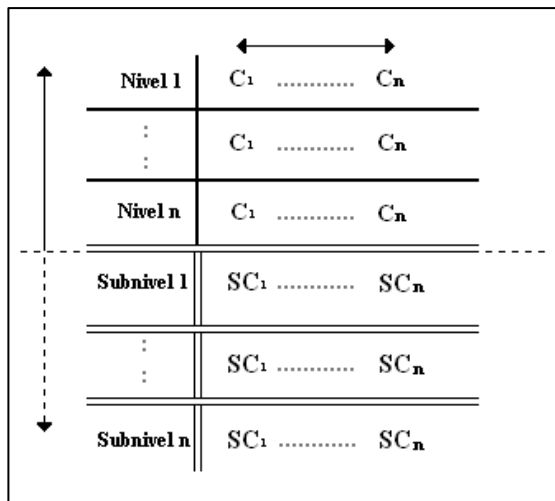 Nivel 1 C₁ ............ Cn
: C₁ ............ Cn
:
Nivel n C₁ ............ Cn
Subnivel 1 SC₁ ............ SCn
: SC₁ ............ SCn
:
Subnivel n SC₁ ............ SCn